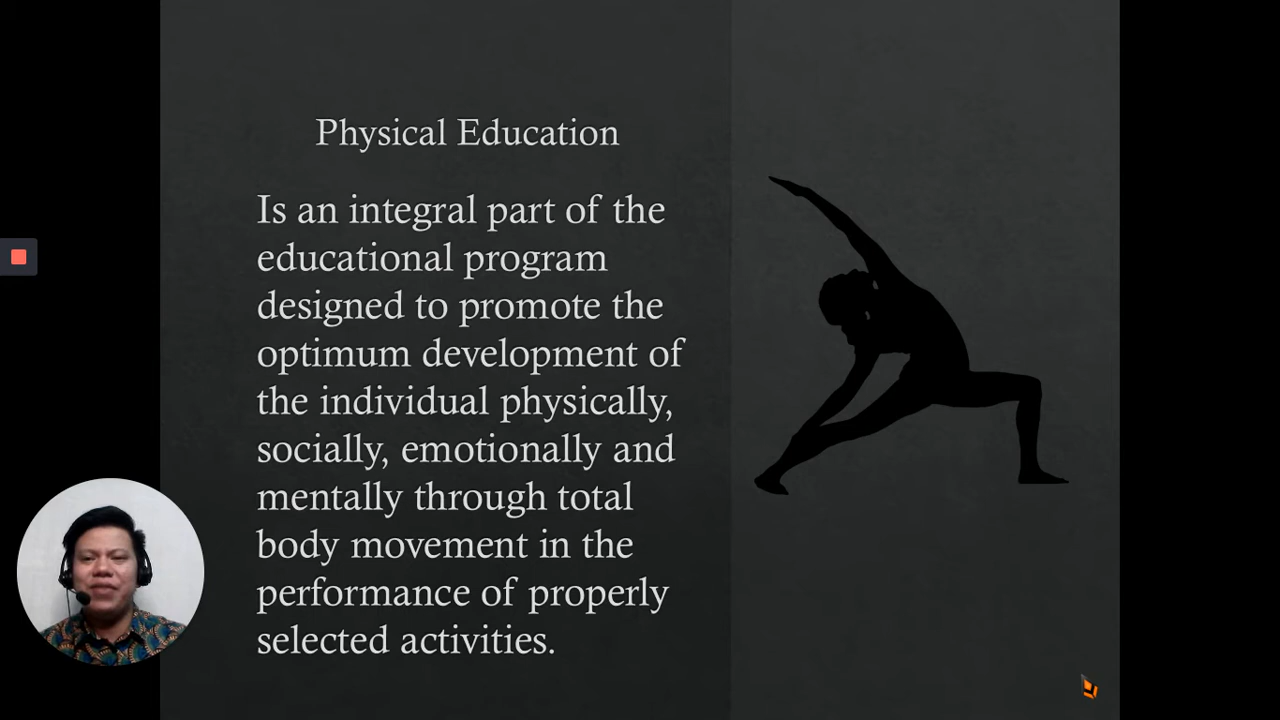 Physical Education
Is an integral part of the
educational program
designed to promote the
optimum development of
the individual physically,
socially, emotionally and
mentally through total
body movement in the
performance of properly
selected activities.